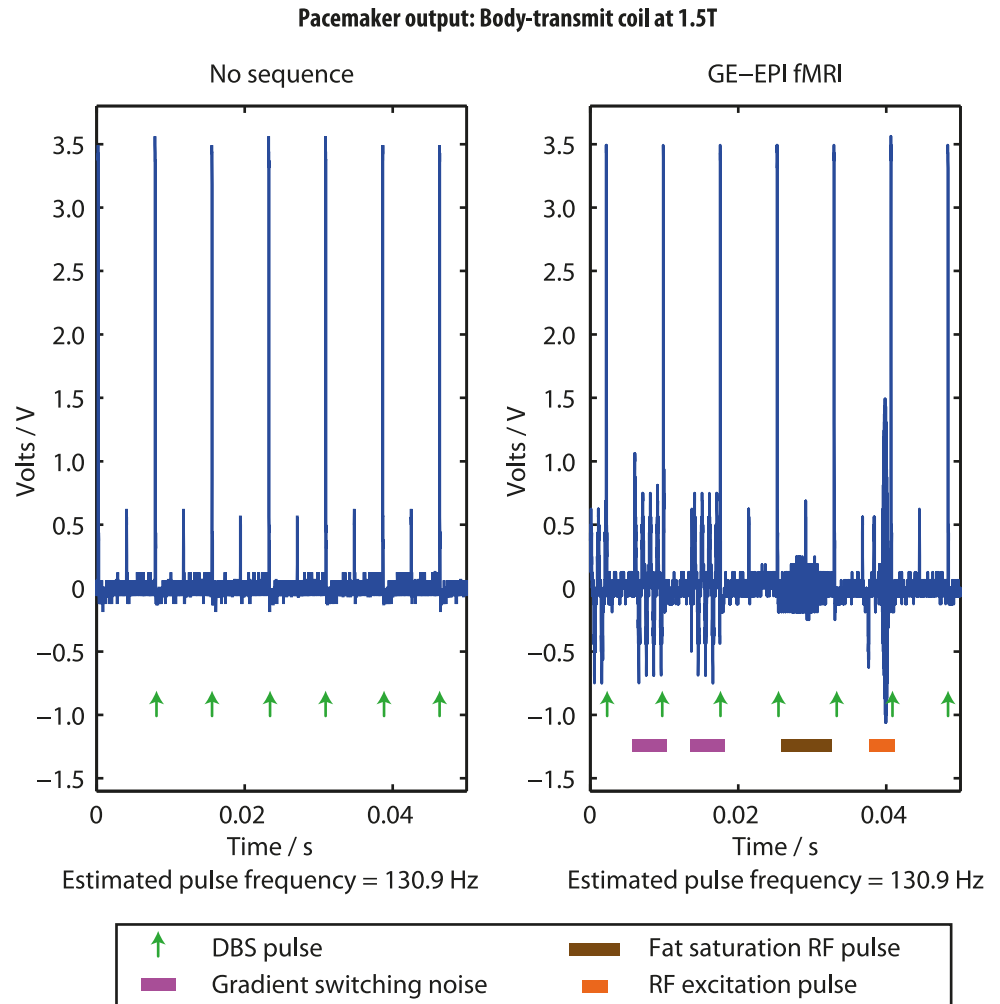 Pacemaker output: Body-transmit coil at 1.5T
No sequence
3.5
3.0
2.5
2.0
1.5
1.0
0.5
0
−0.5
−1.0
−1.5
Volts / V
0 0.02 0.04
Time / s
Estimated pulse frequency = 130.9 Hz
GE−EPI fMRI
3.5
3.0
2.5
2.0
1.5
1.0
0.5
0
−0.5
−1.0
−1.5
Volts / V
0 0.02 0.04
Time / s
Estimated pulse frequency = 130.9 Hz
DBS pulse
Gradient switching noise
Fat saturation RF pulse
RF excitation pulse